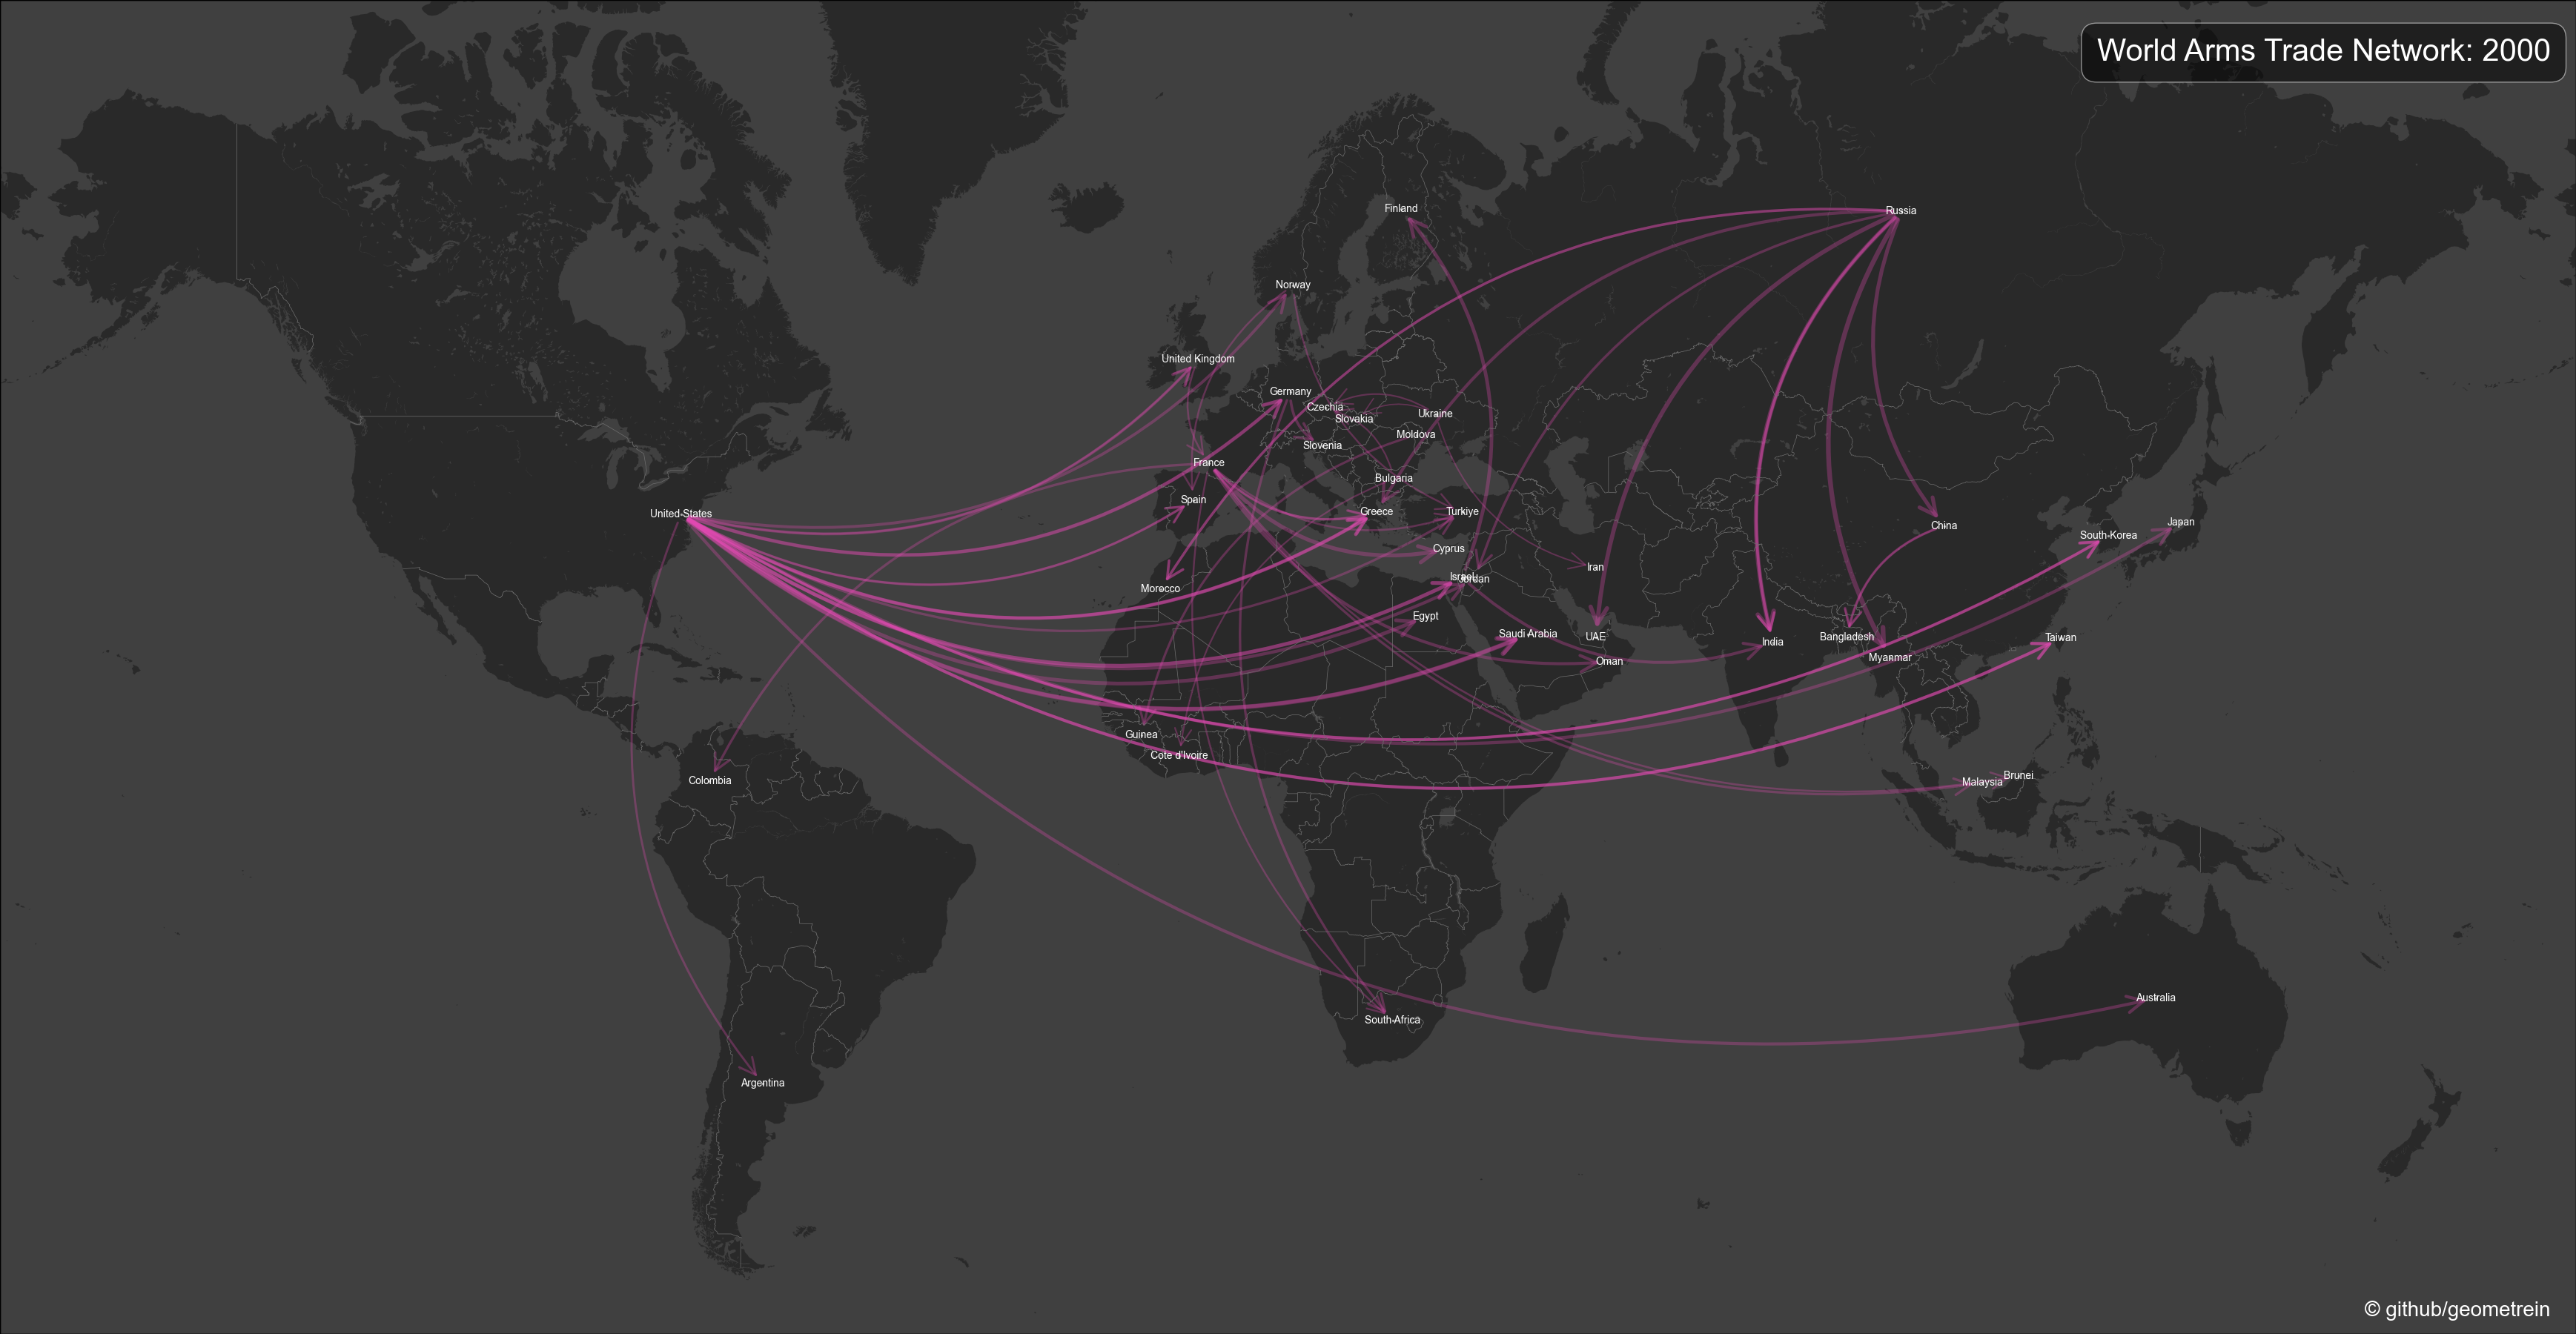 World Arms Trade Network: 2000
Finland
Russia
Norway
United Kingdom
Germany
Czechia
Ukraine
Slovakia
Moldova
Slovenia
France
Bulgaria
Spain
United-States
Greece
Turkiye
China
Japan
South-Korea
Cyprus
Iran
Israel
Jordan
Morocco
Egypt
Saudi Arabia
UAE
India
Bangladesh
Taiwan
Oman
Myanmar
Guinea
Cote d'Ivoire
Colombia
Malaysia
Brunei
Australia
South-Africa
Argentina
© github/geometrein